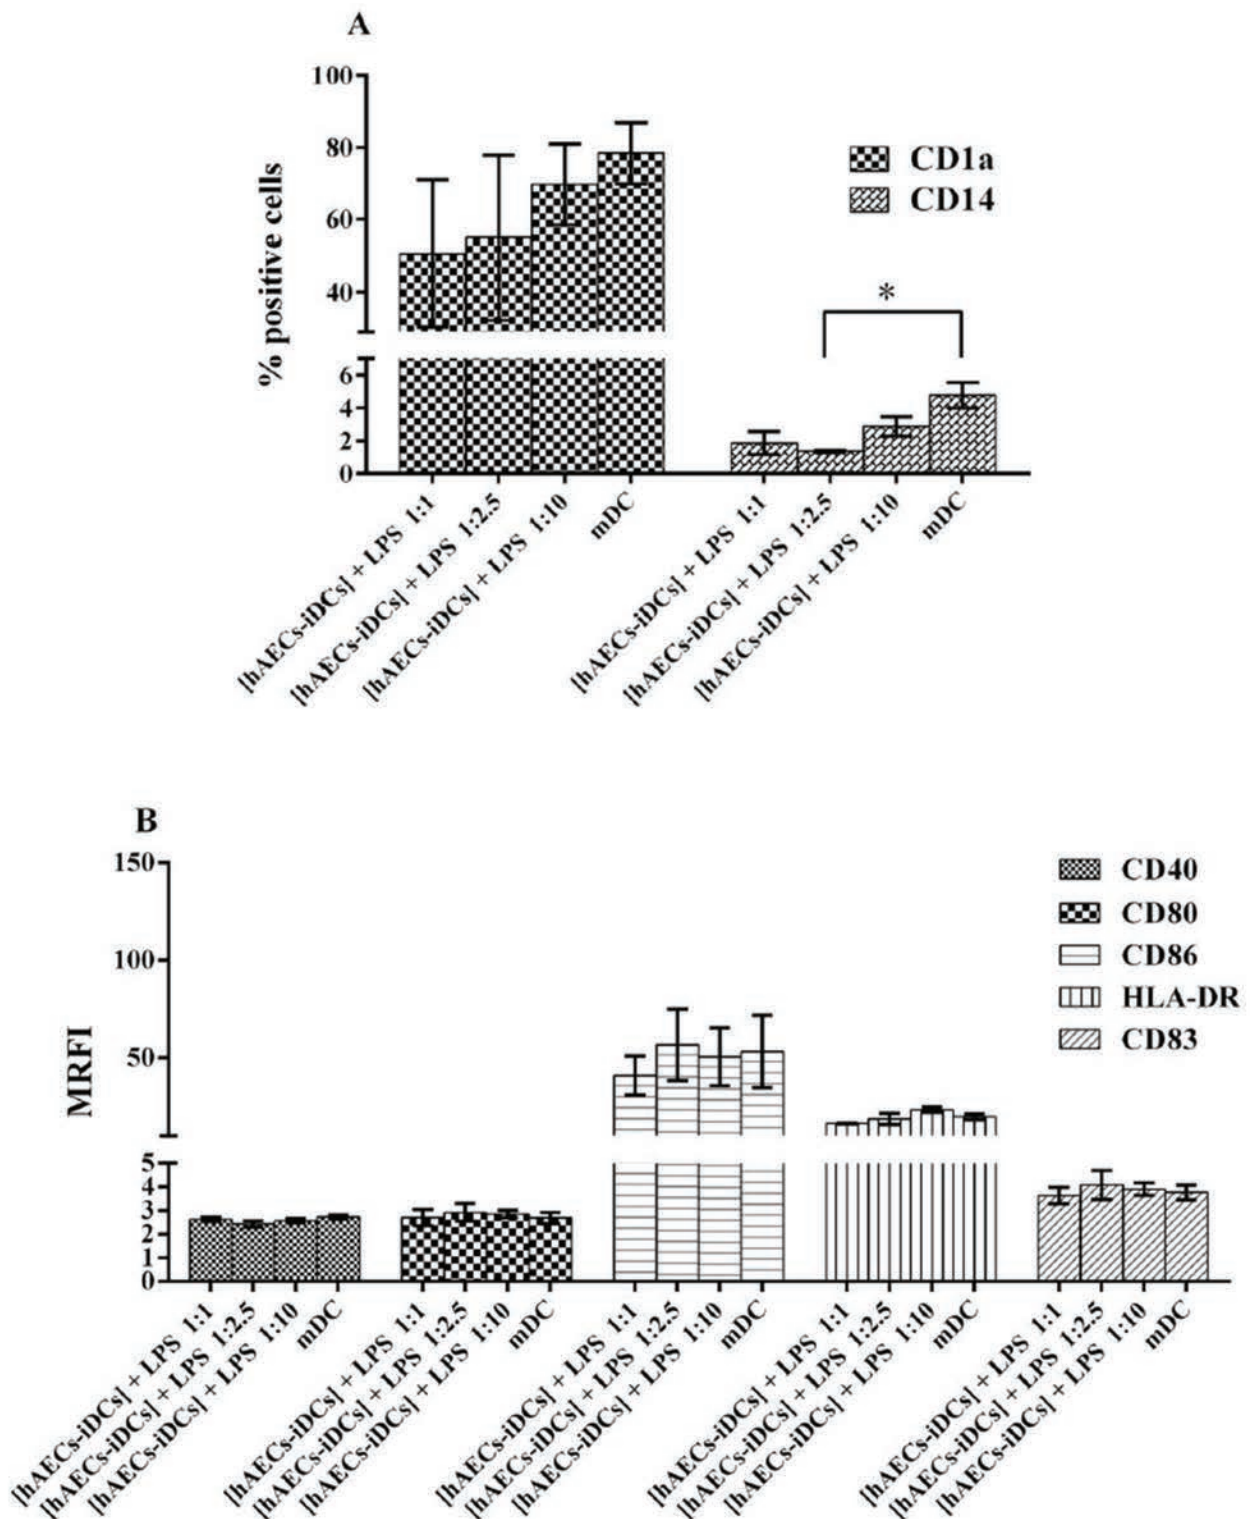 A
100
80
60
40
6
4
2
0
% positive cells
CD1a
CD14
*
[hAECs-iDCs] + LPS 1:1
[hAECs-iDCs] + LPS 1:2.5
[hAECs-iDCs] + LPS 1:10
mDC
[hAECs-iDCs] + LPS 1:1
[hAECs-iDCs] + LPS 1:2.5
[hAECs-iDCs] + LPS 1:10
mDC
B
150
100
50
5
4
3
2
1
0
MRFI
CD40
CD80
CD86
HLA-DR
CD83
[hAECs-iDCs] + LPS 1:1
[hAECs-iDCs] + LPS 1:2.5
[hAECs-iDCs] + LPS 1:10
mDC
[hAECs-iDCs] + LPS 1:1
[hAECs-iDCs] + LPS 1:2.5
[hAECs-iDCs] + LPS 1:10
mDC
[hAECs-iDCs] + LPS 1:1
[hAECs-iDCs] + LPS 1:2.5
[hAECs-iDCs] + LPS 1:10
mDC
[hAECs-iDCs] + LPS 1:1
[hAECs-iDCs] + LPS 1:2.5
[hAECs-iDCs] + LPS 1:10
mDC
[hAECs-iDCs] + LPS 1:1
[hAECs-iDCs] + LPS 1:2.5
[hAECs-iDCs] + LPS 1:10
mDC